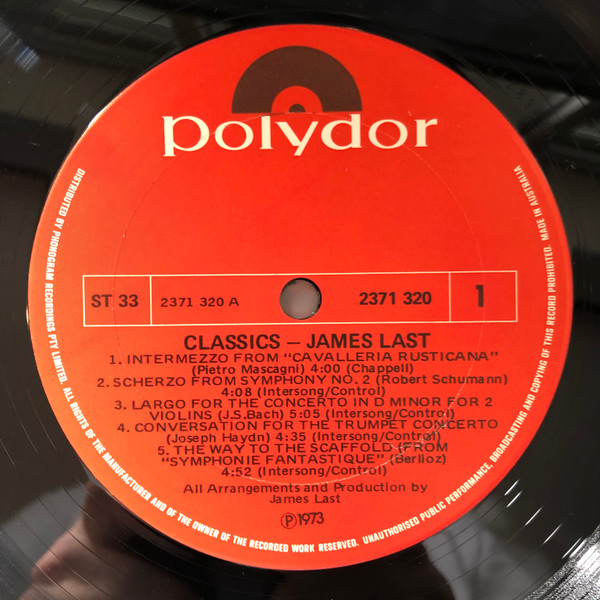 polydor
ST 33
2371 320 A
2371 320
1
CLASSICS – JAMES LAST
1. INTERMEZZO FROM "CAVALLERIA RUSTICANA"
(Pietro Mascagni) 4:00 (Chappell)
2. SCHERZO FROM SYMPHONY NO. 2 (Robert Schumann)
4:08 (Intersong/Control)
3. LARGO FOR THE CONCERTO IN D MINOR FOR 2
VIOLINS (J.S.Bach) 5:05 (Intersong/Control)
4. CONVERSATION FOR THE TRUMPET CONCERTO
(Joseph Haydn) 4:35 (Intersong/Control)
5. THE WAY TO THE SCAFFOLD (FROM
"SYMPHONIE FANTASTIQUE" (Berlioz)
4:52 (Intersong/Control)
All Arrangements and Production by
James Last
Ⓟ1973
DISTRIBUTED BY PHONOGRAM RECORDINGS PTY LIMITED. ALL RIGHTS OF THE MANUFACTURER AND OF THE OWNER OF THE RECORDED WORK RESERVED. UNAUTHORISED PUBLIC PERFORMANCE, BROADCASTING AND COPYING OF THIS RECORD PROHIBITED. MADE IN AUSTRALIA